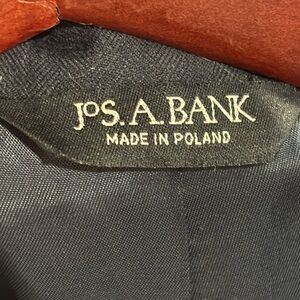 JOS. A. BANK
MADE IN POLAND